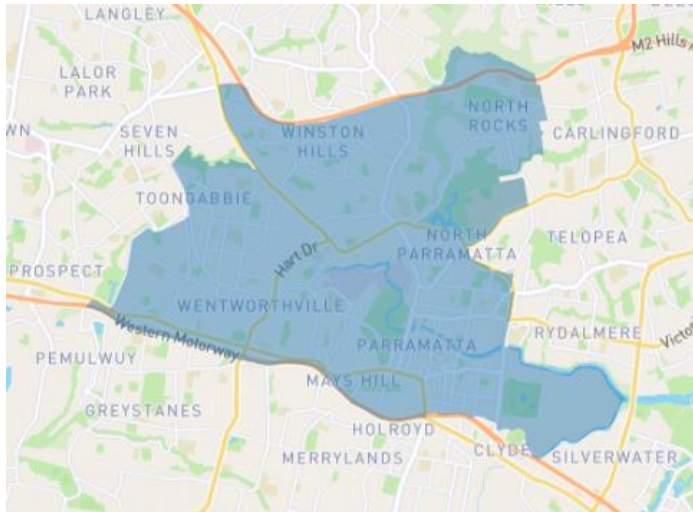 LANGLEY
M2 Hills
LALOR
PARK
NORTH
ROCKS
WN
SEVEN
HILLS
WINSTON
HILLS
CARLINGFORD
TOONGABBIE
NORTH
PARRAMATTA
TELOPEA
Hart Dr
PROSPECT
WENTWORTHVILLE
Western Motorway
PARRAMATTA
RYDALMERE
Victo
PEMULWUY
MAYS HILL
GREYSTANES
HOLROYD
CLYDE
MERRYLANDS
SILVERWATER